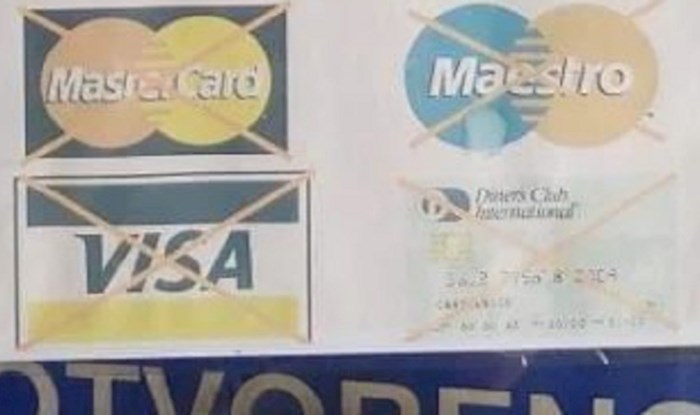 MasterCard
Maestro
VISA
Diners Club
International
OTVORENO